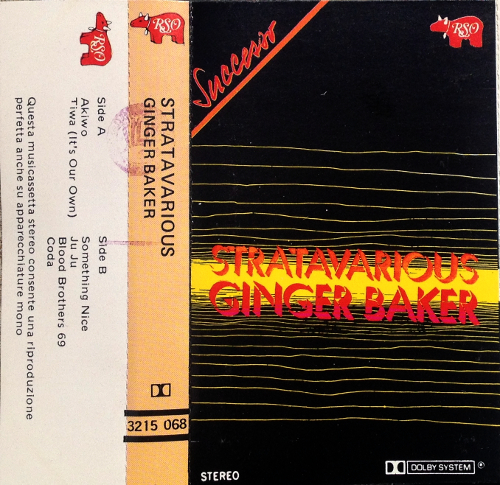 RSO
Side A
Akiwo
Tiwa (It's Our Own)
Side B
Something Nice
Ju Ju
Blood Brothers 69
Coda
Questa musicassetta stereo consente una riproduzione
perfetta anche su apparecchiature mono
RSO
STRATAVARIOUS
GINGER BAKER
3215 068
Successo
RSO
STRATAVARIOUS
GINGER BAKER
STEREO
DOLBY SYSTEM